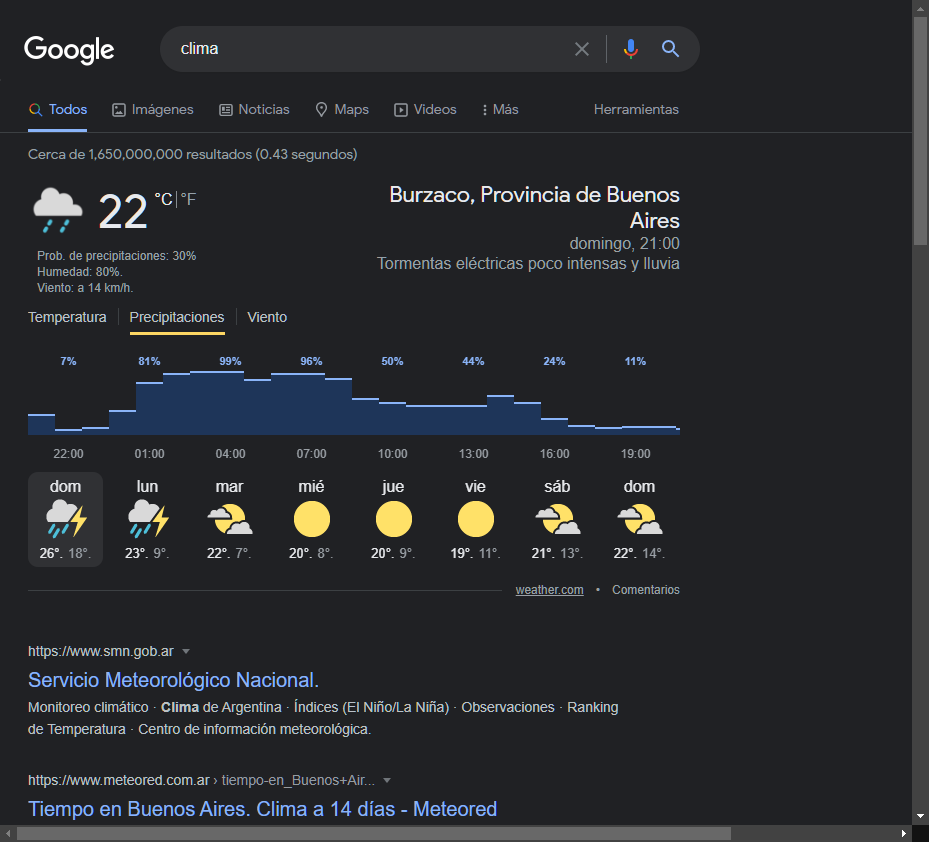 Google
clima
Todos
Imágenes
Noticias
Maps
Videos
Más
Herramientas
Cerca de 1,650,000,000 resultados (0.43 segundos)
22 °C | °F
Prob. de precipitaciones: 30%
Humedad: 80%.
Viento: a 14 km/h.
Burzaco, Provincia de Buenos
Aires
domingo, 21:00
Tormentas eléctricas poco intensas y lluvia
Temperatura
Precipitaciones
Viento
7% 81% 99% 96% 50% 44% 24% 11%
22:00 01:00 04:00 07:00 10:00 13:00 16:00 19:00
dom lun mar mié jue vie sáb dom
26°. 18°. 23°. 9°. 22°. 7°. 20°. 8°. 20°. 9°. 19°. 11°. 21°. 13°. 22°. 14°.
weather.com • Comentarios
https://www.smn.gob.ar
Servicio Meteorológico Nacional.
Monitoreo climático · Clima de Argentina · Índices (El Niño/La Niña) · Observaciones · Ranking
de Temperatura · Centro de información meteorológica.
https://www.meteored.com.ar › tiempo-en_Buenos+Air...
Tiempo en Buenos Aires. Clima a 14 días - Meteored